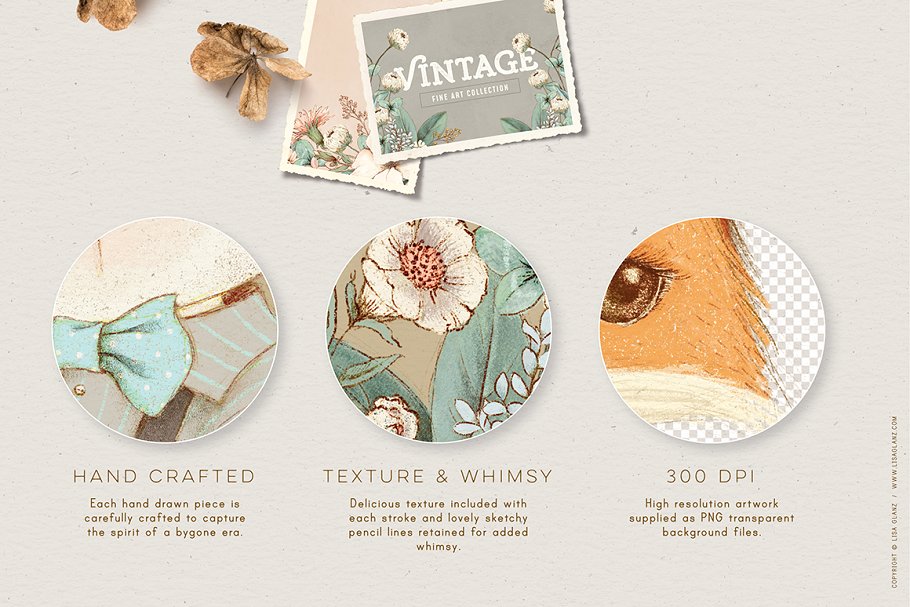 VINTAGE
FINE ART COLLECTION
HAND CRAFTED
Each hand drawn piece is
carefully crafted to capture
the spirit of a bygone era.
TEXTURE & WHIMSY
Delicious texture included with
each stroke and lovely sketchy
pencil lines retained for added
whimsy.
300 DPI
High resolution artwork
supplied as PNG transparent
background files.
COPYRIGHT © LISA GLANZ / WWW.LISAGLANZ.COM